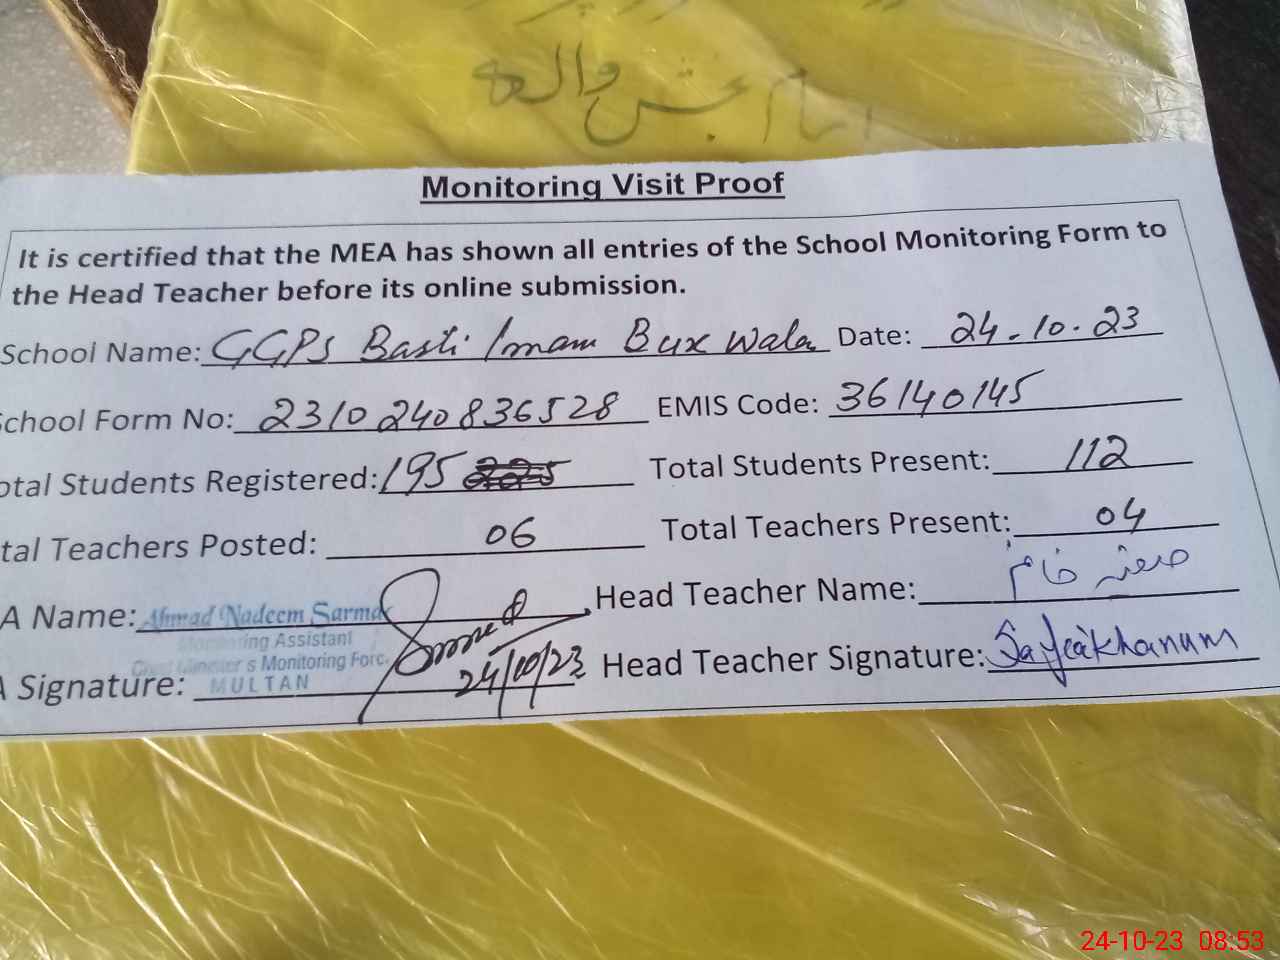 امام بخش والہ
Monitoring Visit Proof
It is certified that the MEA has shown all entries of the School Monitoring Form to
the Head Teacher before its online submission.
School Name: GGPS Basti Imam Bux Wala Date: 24-10-23
School Form No: 2310240836528 EMIS Code: 36140145
otal Students Registered: 195 225 Total Students Present: 112
tal Teachers Posted: 06 Total Teachers Present: 04
A Name: Ahmad Nadeem Sarmad Head Teacher Name:
Monitoring Assistant
Chief Minister's Monitoring Forc
A Signature: MULTAN 24/10/23 Head Teacher Signature:
24-10-23 08:53